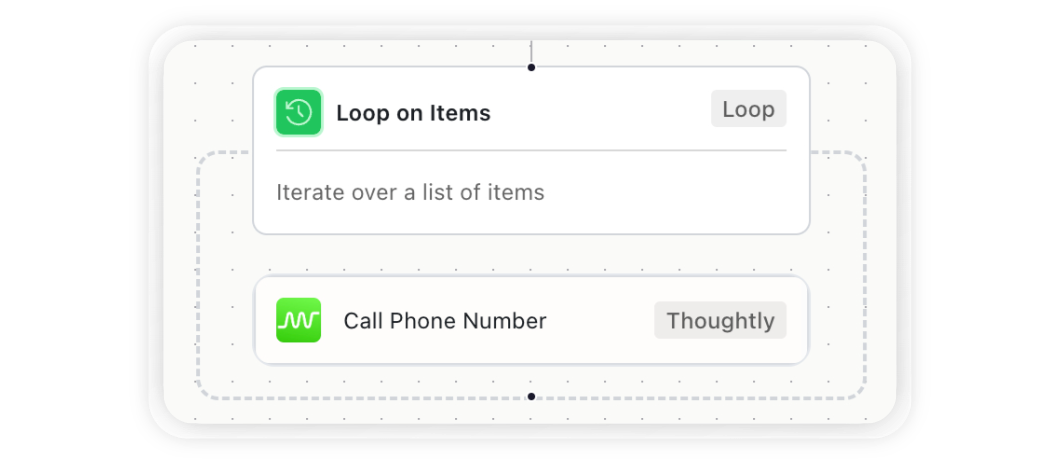 Loop on Items
Loop
Iterate over a list of items
Call Phone Number
Thoughtly